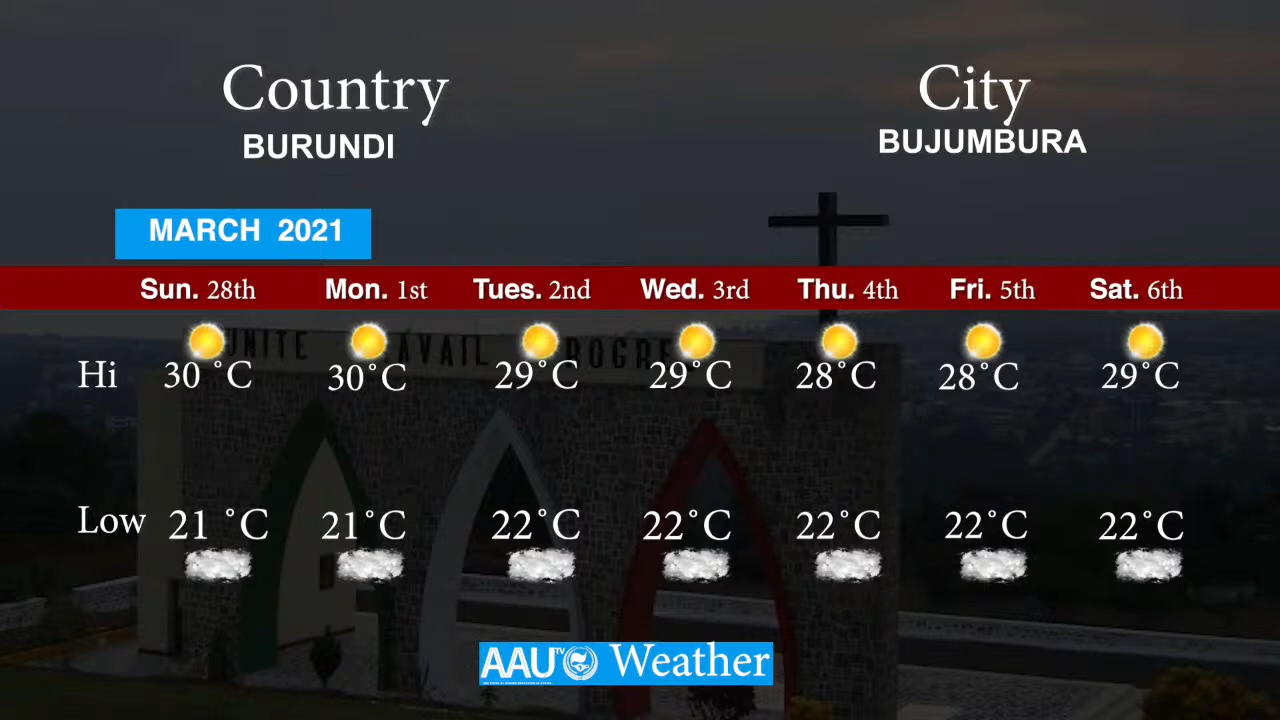 Country
BURUNDI
City
BUJUMBURA
MARCH 2021
Sun. 28th Mon. 1st Tues. 2nd Wed. 3rd Thu. 4th Fri. 5th Sat. 6th
Hi 30 °C 30°C 29°C 29°C 28°C 28°C 29°C
Low 21 °C 21°C 22°C 22°C 22°C 22°C 22°C
AAU TV Weather